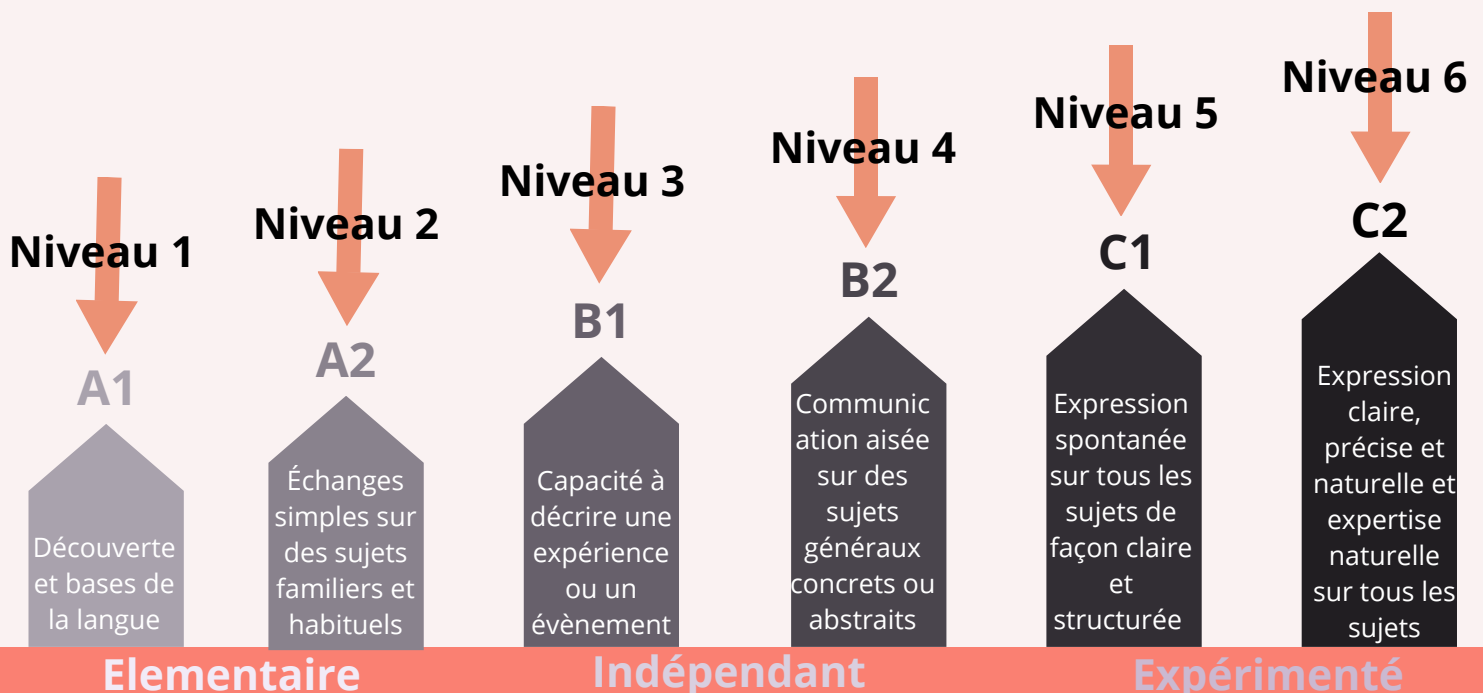 Niveau 1
A1
Découverte
et bases de
la langue
Niveau 2
A2
Échanges
simples sur
des sujets
familiers et
habituels
Niveau 3
B1
Capacité à
décrire une
expérience
ou un
évènement
Niveau 4
B2
Communic
ation aisée
sur des
sujets
généraux
concrets ou
abstraits
Niveau 5
C1
Expression
spontanée
sur tous les
sujets de
façon claire
et
structurée
Niveau 6
C2
Expression
claire,
précise et
naturelle et
expertise
naturelle
sur tous les
sujets
Elementaire
Indépendant
Expérimenté